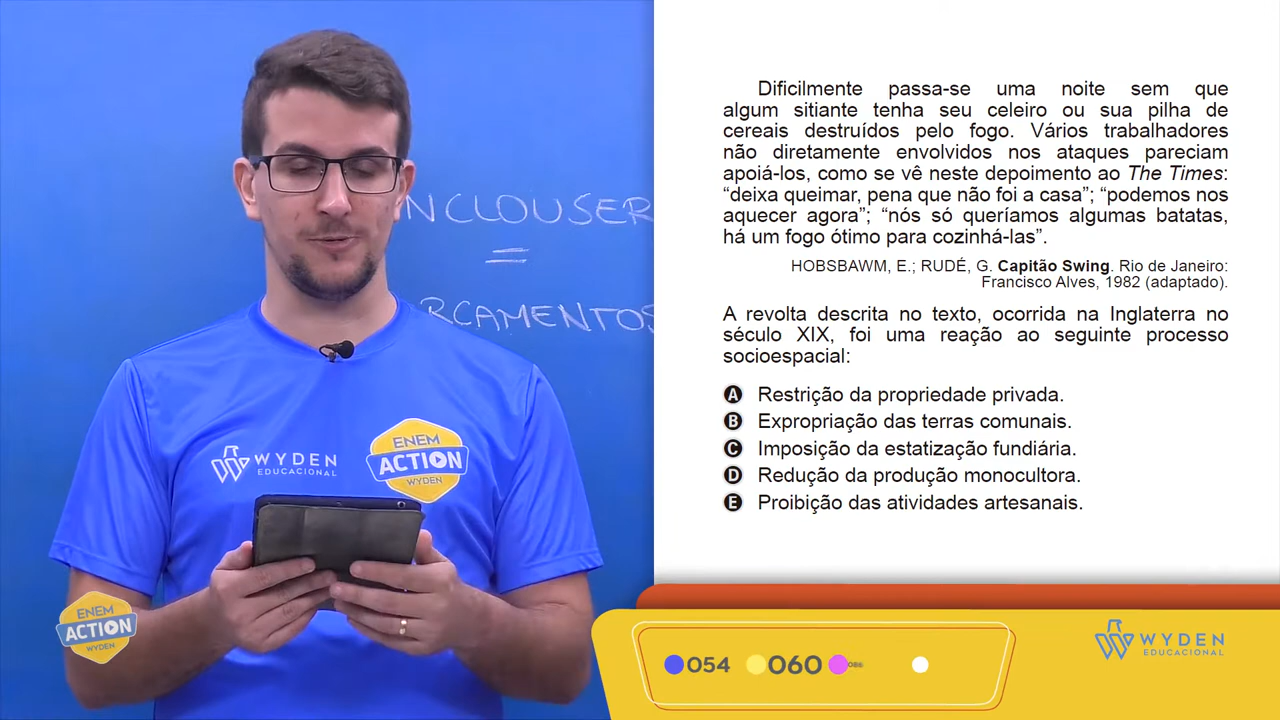 NCLOUSER
=
RCAMENTOS
WYDEN
EDUCACIONAL
ENEM
ACTION
WYDEN
ENEM
ACTION
WYDEN
Dificilmente passa-se uma noite sem que
algum sitiante tenha seu celeiro ou sua pilha de
cereais destruídos pelo fogo. Vários trabalhadores
não diretamente envolvidos nos ataques pareciam
apoiá-los, como se vê neste depoimento ao The Times:
“deixa queimar, pena que não foi a casa”; “podemos nos
aquecer agora”; “nós só queríamos algumas batatas,
há um fogo ótimo para cozinhá-las”.
HOBSBAWM, E.; RUDÉ, G. Capitão Swing. Rio de Janeiro:
Francisco Alves, 1982 (adaptado).
A revolta descrita no texto, ocorrida na Inglaterra no
século XIX, foi uma reação ao seguinte processo
socioespacial:
A Restrição da propriedade privada.
B Expropriação das terras comunais.
C Imposição da estatização fundiária.
D Redução da produção monocultora.
E Proibição das atividades artesanais.
054 060
WYDEN
EDUCACIONAL